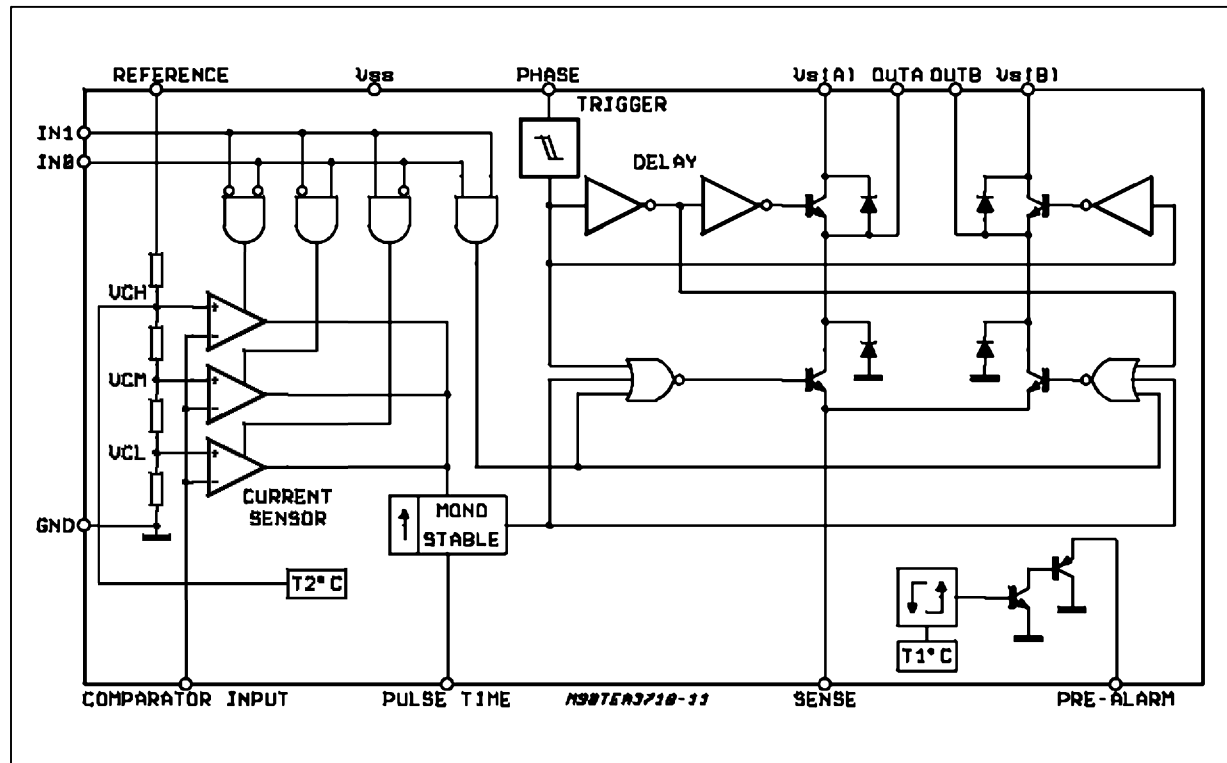 REFERENCE Vss PHASE Vs(A) OUTA OUTB Vs(B)
TRIGGER
IN1
IN0
DELAY
VCH
+
-
VCM
+
-
VCL
+
-
CURRENT
SENSOR
GND
MONO
STABLE
T2°C
T1°C
COMPARATOR INPUT PULSE TIME SENSE PRE-ALARM